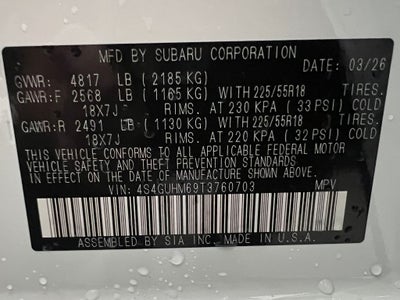 MFD BY SUBARU CORPORATION
DATE: 03/26
GVWR: 4817 LB (2185 KG)
GAWR:F 2568 LB (1165 KG) WITH 225/55R18 TIRES.
18X7J RIMS. AT 230 KPA (33 PSI) COLD
GAWR:R 2491 LB (1130 KG) WITH 225/55R18 TIRES.
18X7J RIMS. AT 220 KPA (32 PSI) COLD
THIS VEHICLE CONFORMS TO ALL APPLICABLE FEDERAL MOTOR
VEHICLE SAFETY AND THEFT PREVENTION STANDARDS IN EFFECT
ON THE DATE OF MANUFACTURE SHOWN ABOVE.
VIN: 4S4GUHM69T3760703 MPV
ASSEMBLED BY SIA INC. MADE IN U.S.A.